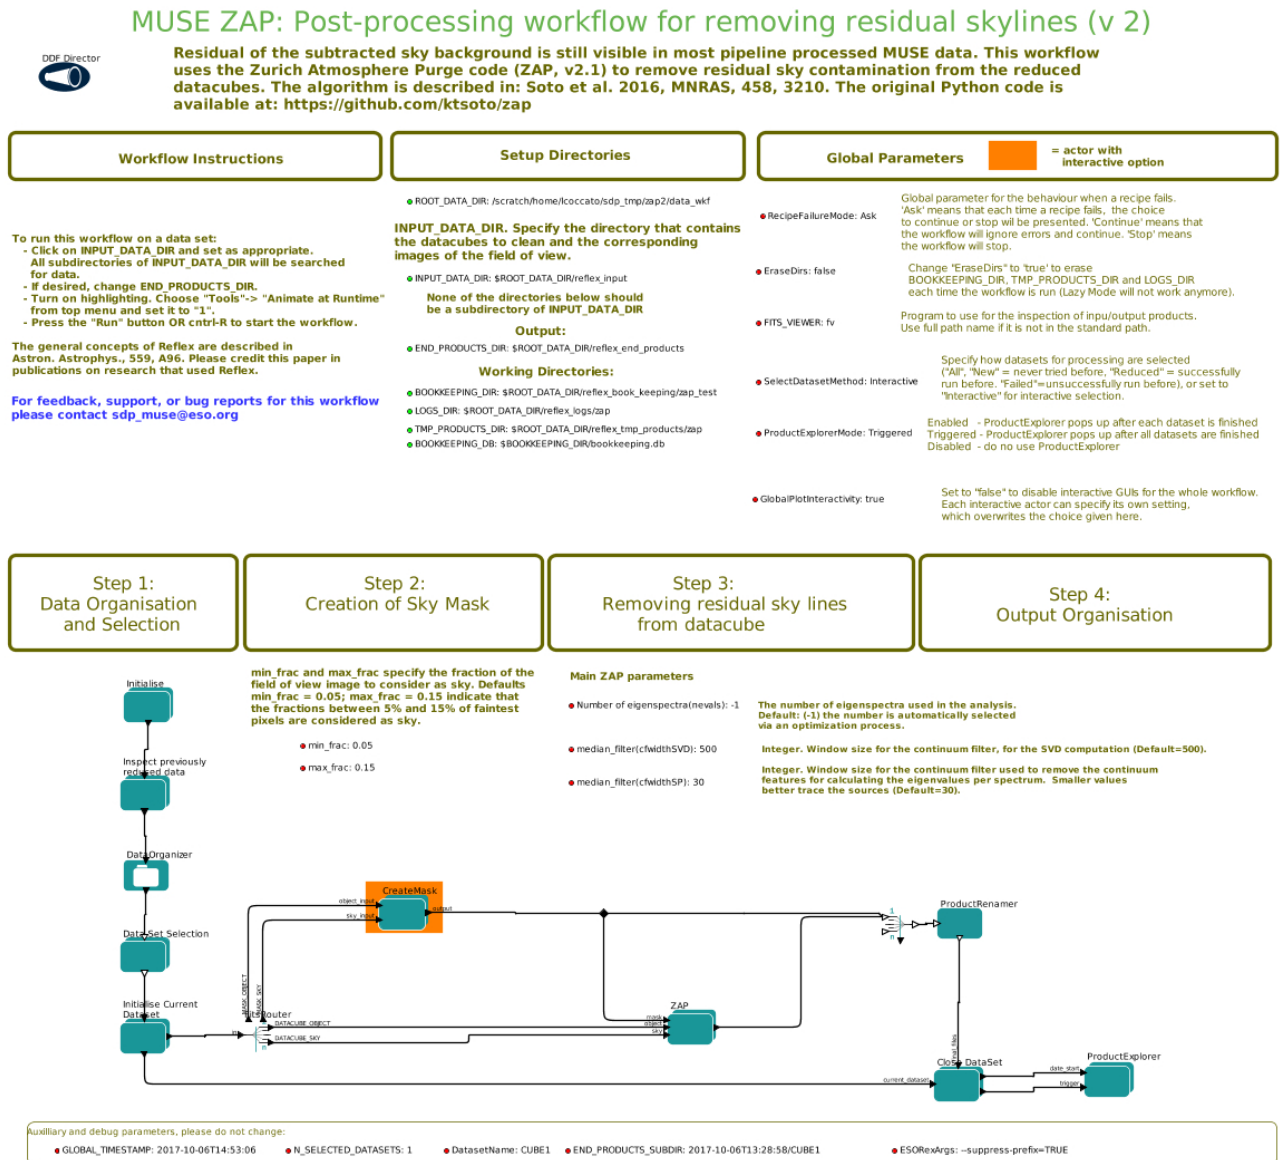 MUSE ZAP: Post-processing workflow for removing residual skylines (v 2)
DDF Director
Residual of the subtracted sky background is still visible in most pipeline processed MUSE data. This workflow
uses the Zurich Atmosphere Purge code (ZAP, v2.1) to remove residual sky contamination from the reduced
datacubes. The algorithm is described in: Soto et al. 2016, MNRAS, 458, 3210. The original Python code is
available at: https://github.com/ktsoto/zap
Workflow Instructions
To run this workflow on a data set:
- Click on INPUT_DATA_DIR and set as appropriate.
All subdirectories of INPUT_DATA_DIR will be searched
for data.
- If desired, change END_PRODUCTS_DIR.
- Turn on highlighting. Choose "Tools"-> "Animate at Runtime"
from top menu and set it to "1".
- Press the "Run" button OR cntrl-R to start the workflow.
The general concepts of Reflex are described in
Astron. Astrophys., 559, A96. Please credit this paper in
publications on research that used Reflex.
For feedback, support, or bug reports for this workflow
please contact sdp_muse@eso.org
Setup Directories
ROOT_DATA_DIR: /scratch/home/lcoccato/sdp_tmp/zap2/data_wkf
INPUT_DATA_DIR. Specify the directory that contains
the datacubes to clean and the corresponding
images of the field of view.
INPUT_DATA_DIR: $ROOT_DATA_DIR/reflex_input
None of the directories below should
be a subdirectory of INPUT_DATA_DIR
Output:
END_PRODUCTS_DIR: $ROOT_DATA_DIR/reflex_end_products
Working Directories:
BOOKKEEPING_DIR: $ROOT_DATA_DIR/reflex_book_keeping/zap_test
LOGS_DIR: $ROOT_DATA_DIR/reflex_logs/zap
TMP_PRODUCTS_DIR: $ROOT_DATA_DIR/reflex_tmp_products/zap
BOOKKEEPING_DB: $BOOKKEEPING_DIR/bookkeeping.db
Global Parameters
= actor with
interactive option
RecipeFailureMode: Ask
Global parameter for the behaviour when a recipe fails.
'Ask' means that each time a recipe fails, the choice
to continue or stop wil be presented. 'Continue' means that
the workflow will ignore errors and continue. 'Stop' means
the workflow will stop.
EraseDirs: false
Change "EraseDirs" to 'true' to erase
BOOKKEEPING_DIR, TMP_PRODUCTS_DIR and LOGS_DIR
each time the workflow is run (Lazy Mode will not work anymore).
FITS_VIEWER: fv
Program to use for the inspection of inpu/output products.
Use full path name if it is not in the standard path.
SelectDatasetMethod: Interactive
Specify how datasets for processing are selected
("All", "New" = never tried before, "Reduced" = successfully
run before. "Failed"=unsuccessfully run before), or set to
"Interactive" for interactive selection.
ProductExplorerMode: Triggered
Enabled - ProductExplorer pops up after each dataset is finished
Triggered - ProductExplorer pops up after all datasets are finished
Disabled - do no use ProductExplorer
GlobalPlotInteractivity: true
Set to "false" to disable interactive GUIs for the whole workflow.
Each interactive actor can specify its own setting,
which overwrites the choice given here.
Step 1:
Data Organisation
and Selection
Step 2:
Creation of Sky Mask
Step 3:
Removing residual sky lines
from datacube
Step 4:
Output Organisation
min_frac and max_frac specify the fraction of the
field of view image to consider as sky. Defaults
min_frac = 0.05; max_frac = 0.15 indicate that
the fractions between 5% and 15% of faintest
pixels are considered as sky.
min_frac: 0.05
max_frac: 0.15
Main ZAP parameters
Number of eigenspectra(nevals): -1
The number of eigenspectra used in the analysis.
Default: (-1) the number is automatically selected
via an optimization process.
median_filter(cfwidthSVD): 500
Integer. Window size for the continuum filter, for the SVD computation (Default=500).
median_filter(cfwidthSP): 30
Integer. Window size for the continuum filter used to remove the continuum
features for calculating the eigenvalues per spectrum. Smaller values
better trace the sources (Default=30).
Initialise
Inspect previously
reduced data
DataOrganizer
Data Set Selection
Initialise Current
Dataset
in
MASK_OBJECT
MASK_SKY
DATACUBE_OBJECT
DATACUBE_SKY
n
object_input
sky_input
CreateMask
output
ZAP
mask
object
sky
1
n
ProductRenamer
final_files
current_dataset
Close DataSet
date_start
trigger
ProductExplorer
Auxilliary and debug parameters, please do not change:
GLOBAL_TIMESTAMP: 2017-10-06T14:53:06
N_SELECTED_DATASETS: 1
DatasetName: CUBE1
END_PRODUCTS_SUBDIR: 2017-10-06T13:28:58/CUBE1
ESORexArgs: --suppress-prefix=TRUE